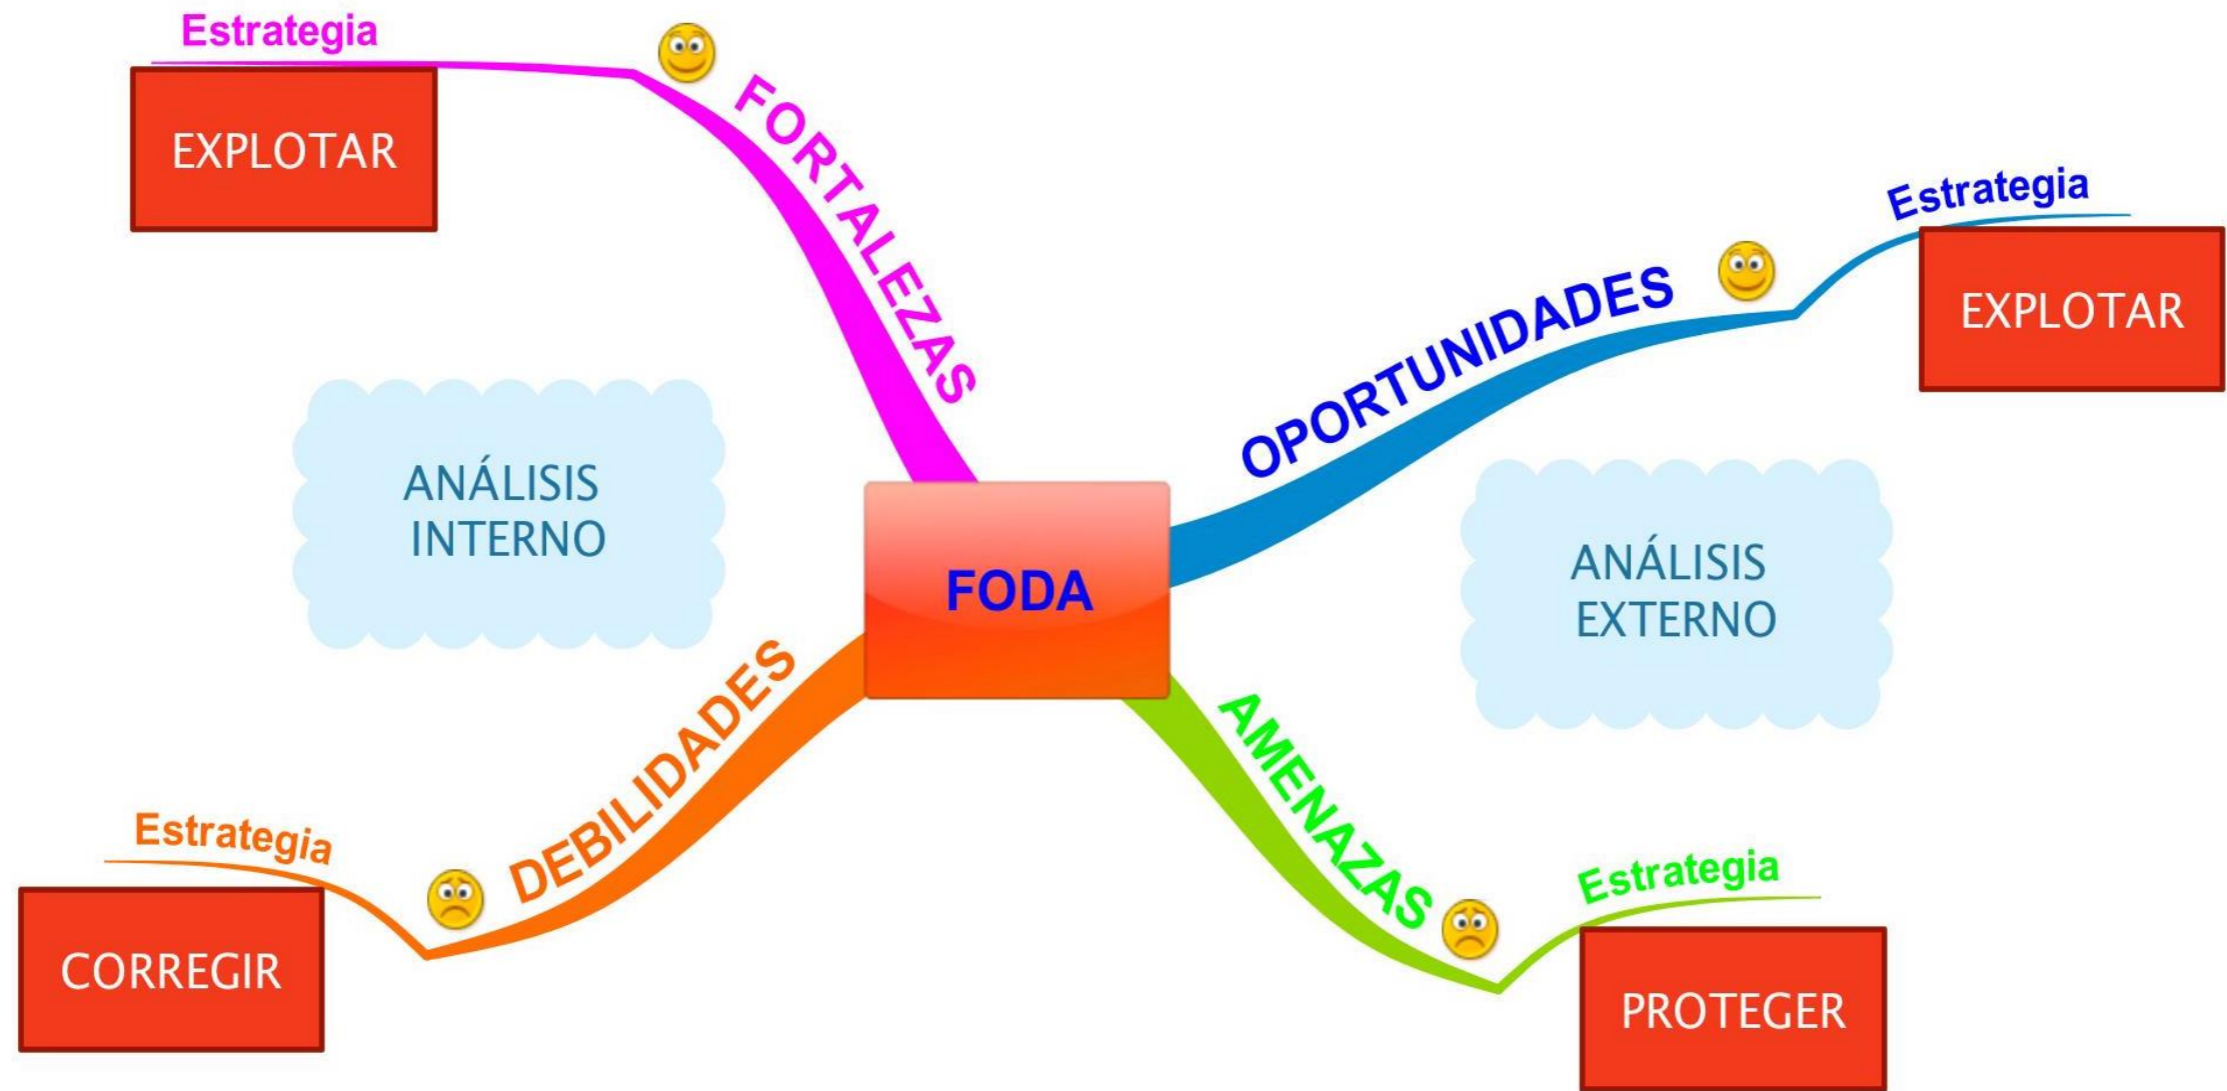 Estrategia
EXPLOTAR
FORTALEZAS
Estrategia
EXPLOTAR
OPORTUNIDADES
ANÁLISIS
INTERNO
ANÁLISIS
EXTERNO
FODA
DEBILIDADES
Estrategia
CORREGIR
AMENAZAS
Estrategia
PROTEGER